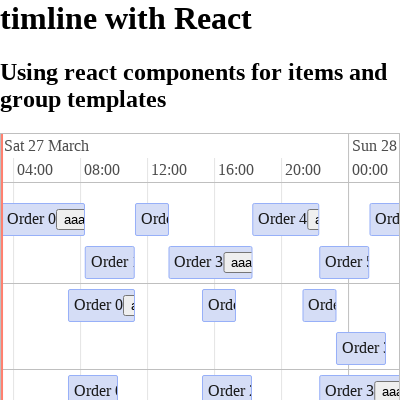 timline with React
Using react components for items and
group templates
Sat 27 March
Sun 28
04:00 08:00 12:00 16:00 20:00 00:00
Order 0 aaa
Order 4
Order
Order 3 aaa
Order
Order 0
Order
Order 3